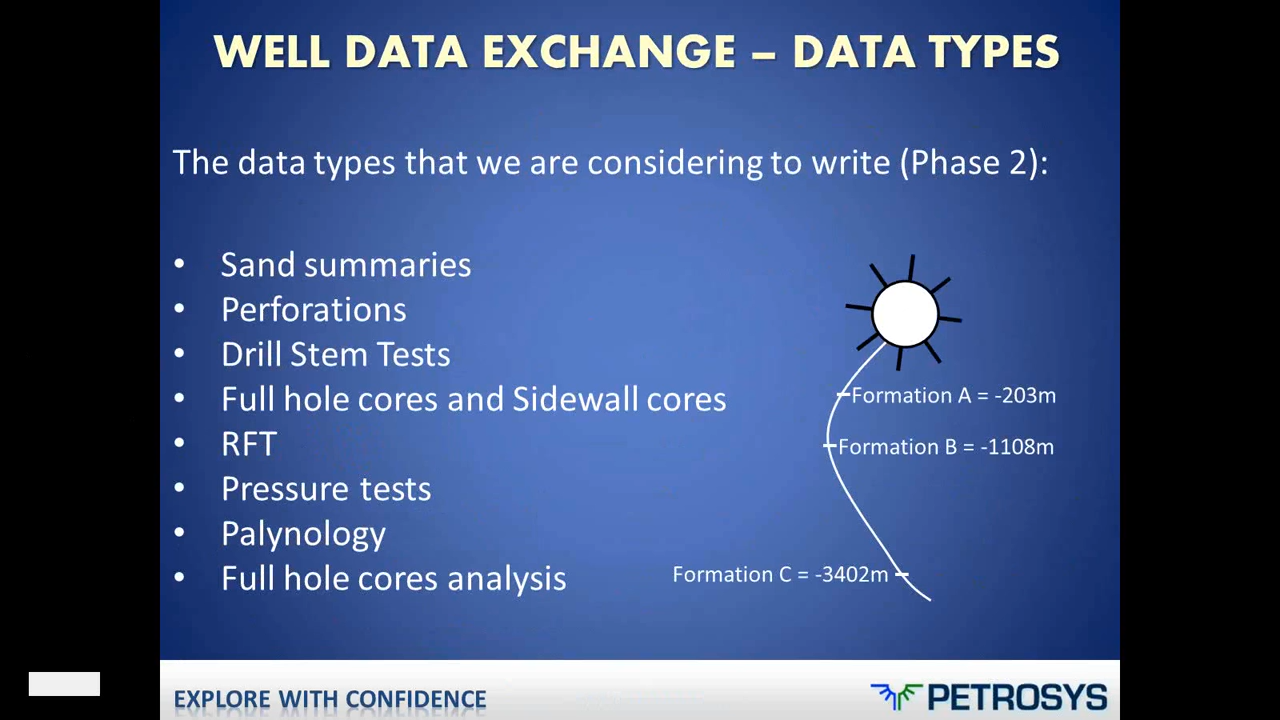 WELL DATA EXCHANGE – DATA TYPES
The data types that we are considering to write (Phase 2):
• Sand summaries
• Perforations
• Drill Stem Tests
• Full hole cores and Sidewall cores
• RFT
• Pressure tests
• Palynology
• Full hole cores analysis
Formation A = -203m
Formation B = -1108m
Formation C = -3402m
EXPLORE WITH CONFIDENCE
PETROSYS